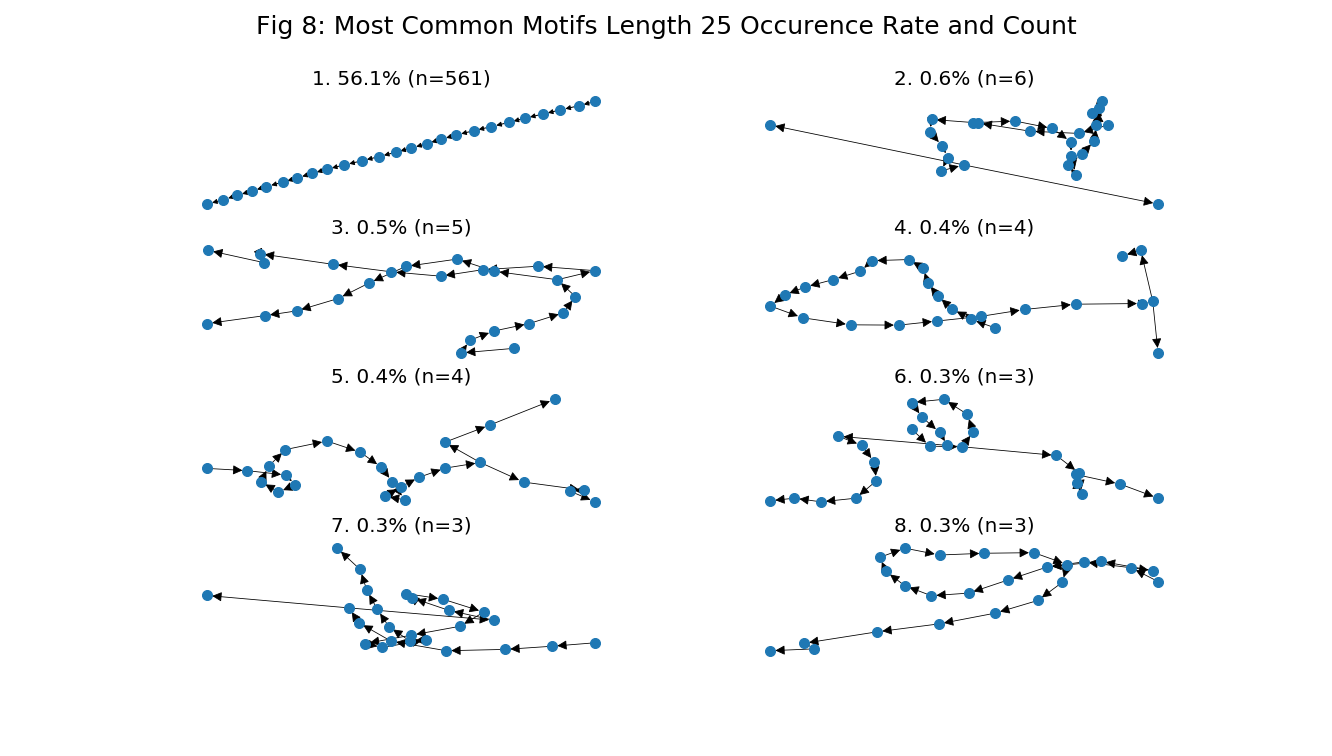 Fig 8: Most Common Motifs Length 25 Occurence Rate and Count
1. 56.1% (n=561)
2. 0.6% (n=6)
3. 0.5% (n=5)
4. 0.4% (n=4)
5. 0.4% (n=4)
6. 0.3% (n=3)
7. 0.3% (n=3)
8. 0.3% (n=3)